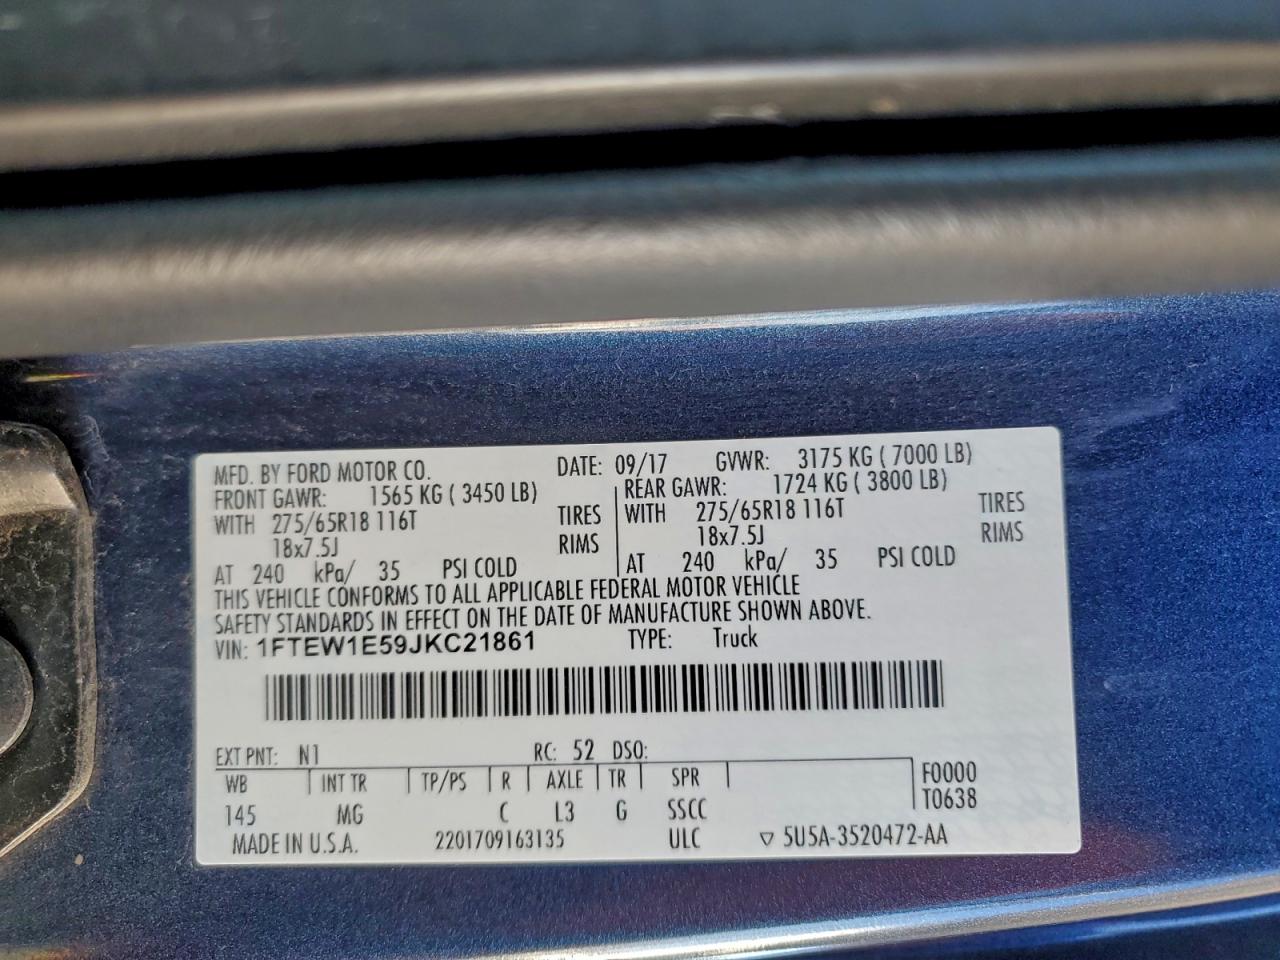 MFD. BY FORD MOTOR CO. DATE: 09/17 GVWR: 3175 KG ( 7000 LB)
FRONT GAWR: 1565 KG ( 3450 LB) REAR GAWR: 1724 KG ( 3800 LB)
WITH 275/65R18 116T TIRES WITH 275/65R18 116T TIRES
18x7.5J RIMS 18x7.5J RIMS
AT 240 kPa/ 35 PSI COLD AT 240 kPa/ 35 PSI COLD
THIS VEHICLE CONFORMS TO ALL APPLICABLE FEDERAL MOTOR VEHICLE
SAFETY STANDARDS IN EFFECT ON THE DATE OF MANUFACTURE SHOWN ABOVE.
VIN: 1FTEW1E59JKC21861 TYPE: Truck
EXT PNT: N1 RC: 52 DSO:
WB INT TR TP/PS R AXLE TR SPR F0000
145 MG C L3 G SSCC T0638
MADE IN U.S.A. 2201709163135 ULC ▽ 5U5A-3520472-AA